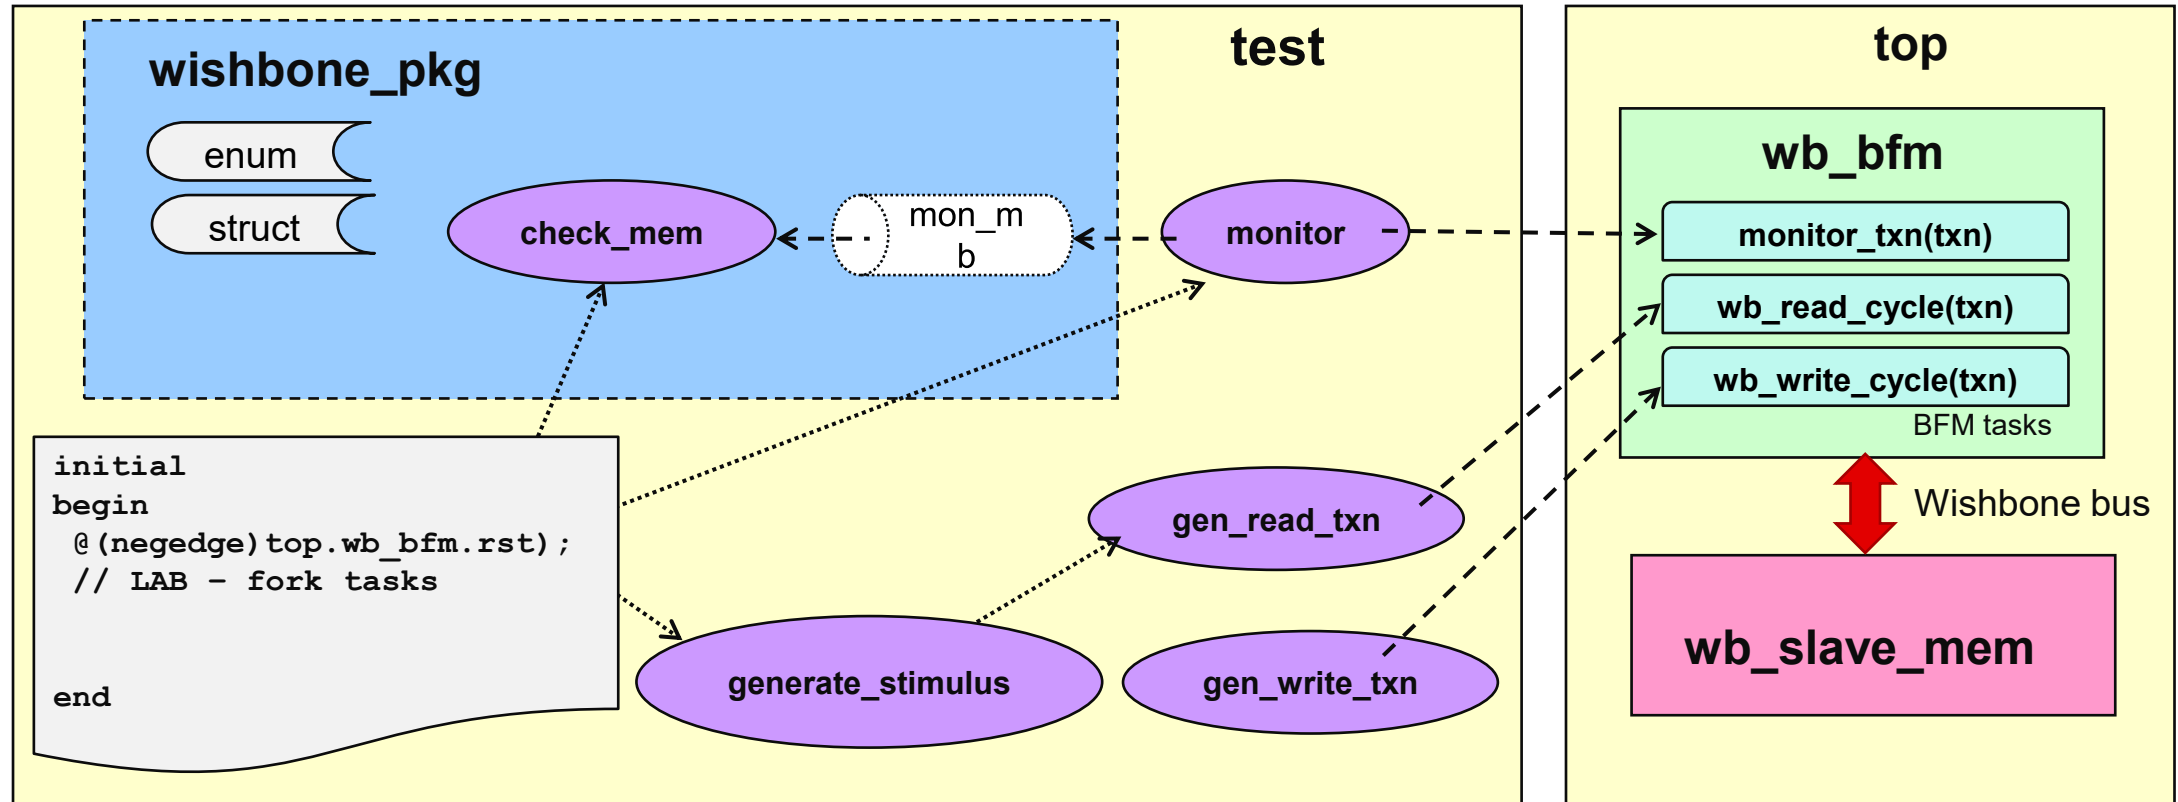 wishbone_pkg
enum
struct
check_mem
mon_m
b
test
monitor
initial
begin
@(negedge)top.wb_bfm.rst);
// LAB – fork tasks
end
generate_stimulus
gen_read_txn
gen_write_txn
top
wb_bfm
monitor_txn(txn)
wb_read_cycle(txn)
wb_write_cycle(txn)
BFM tasks
Wishbone bus
wb_slave_mem